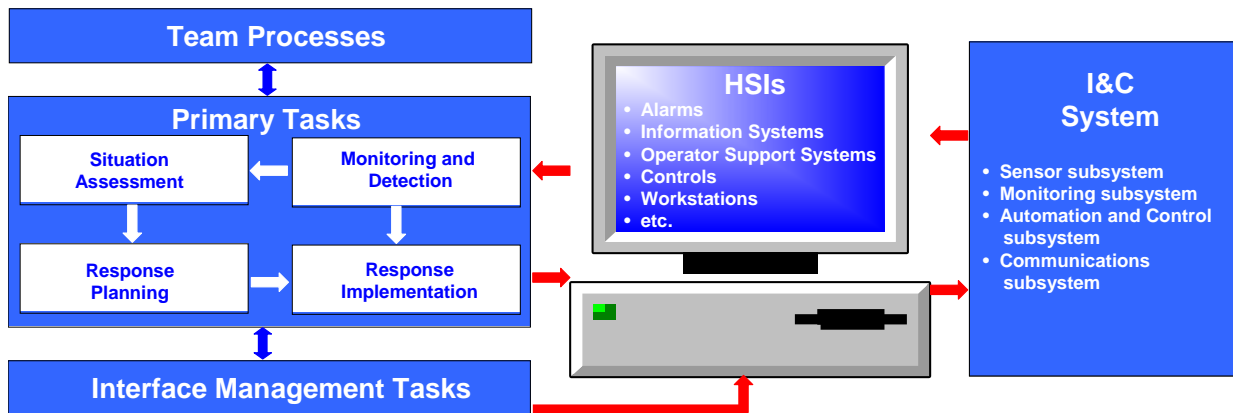 Team Processes
Primary Tasks
Situation
Assessment
Monitoring and
Detection
Response
Planning
Response
Implementation
Interface Management Tasks
HSIs
• Alarms
• Information Systems
• Operator Support Systems
• Controls
• Workstations
• etc.
I&C
System
• Sensor subsystem
• Monitoring subsystem
• Automation and Control
subsystem
• Communications
subsystem